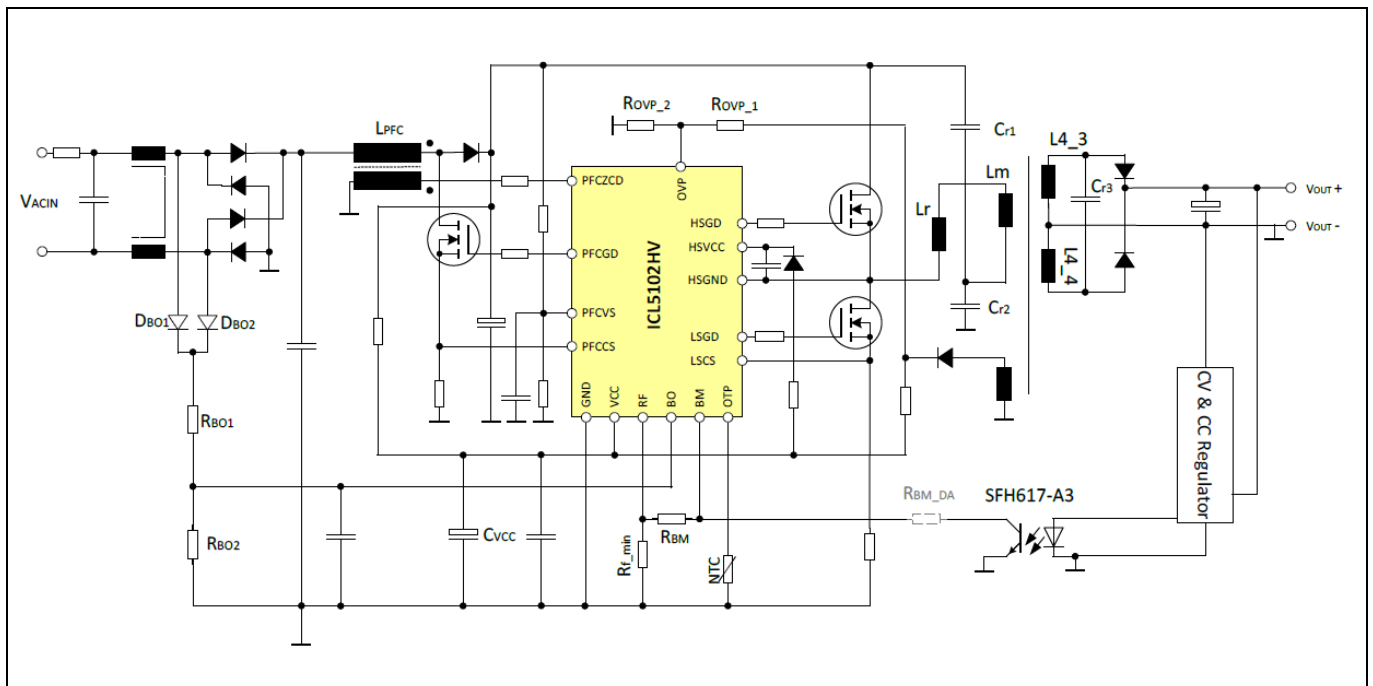 ROVP_2
ROVP_1
LPFC
Cr1
L4_3
Lm
Cr3
VOUT +
VACIN
PFCZCD
OVP
Lr
HSGD
VOUT -
HSVCC
PFCGD
ICL5102HV
HSGND
L4_4
Cr2
DBO1
DBO2
PFCVS
LSGD
PFCCS
LSCS
GND
VCC
RF
BO
BM
OTP
CV & CC Regulator
RBO1
RBM_DA
SFH617-A3
CVCC
RBM
RBO2
Rf_min
NTC